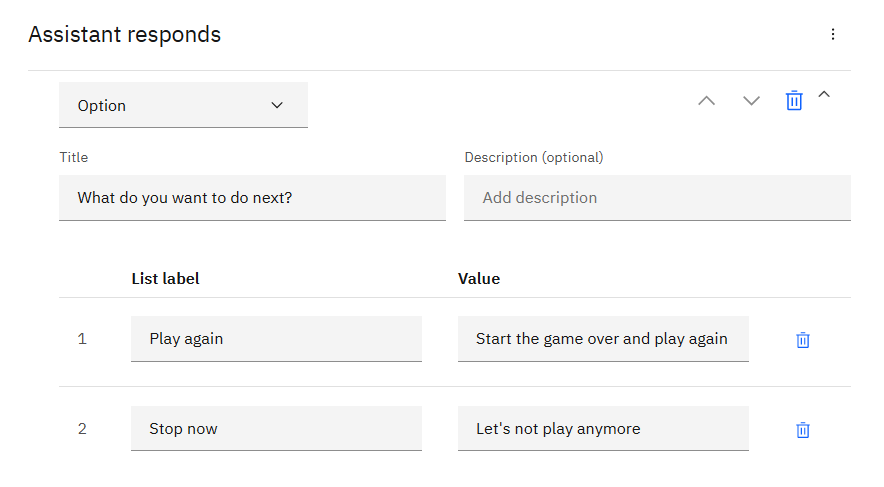 Assistant responds
Option
Title
Description (optional)
What do you want to do next?
Add description
List label
Value
1
Play again
Start the game over and play again
2
Stop now
Let's not play anymore